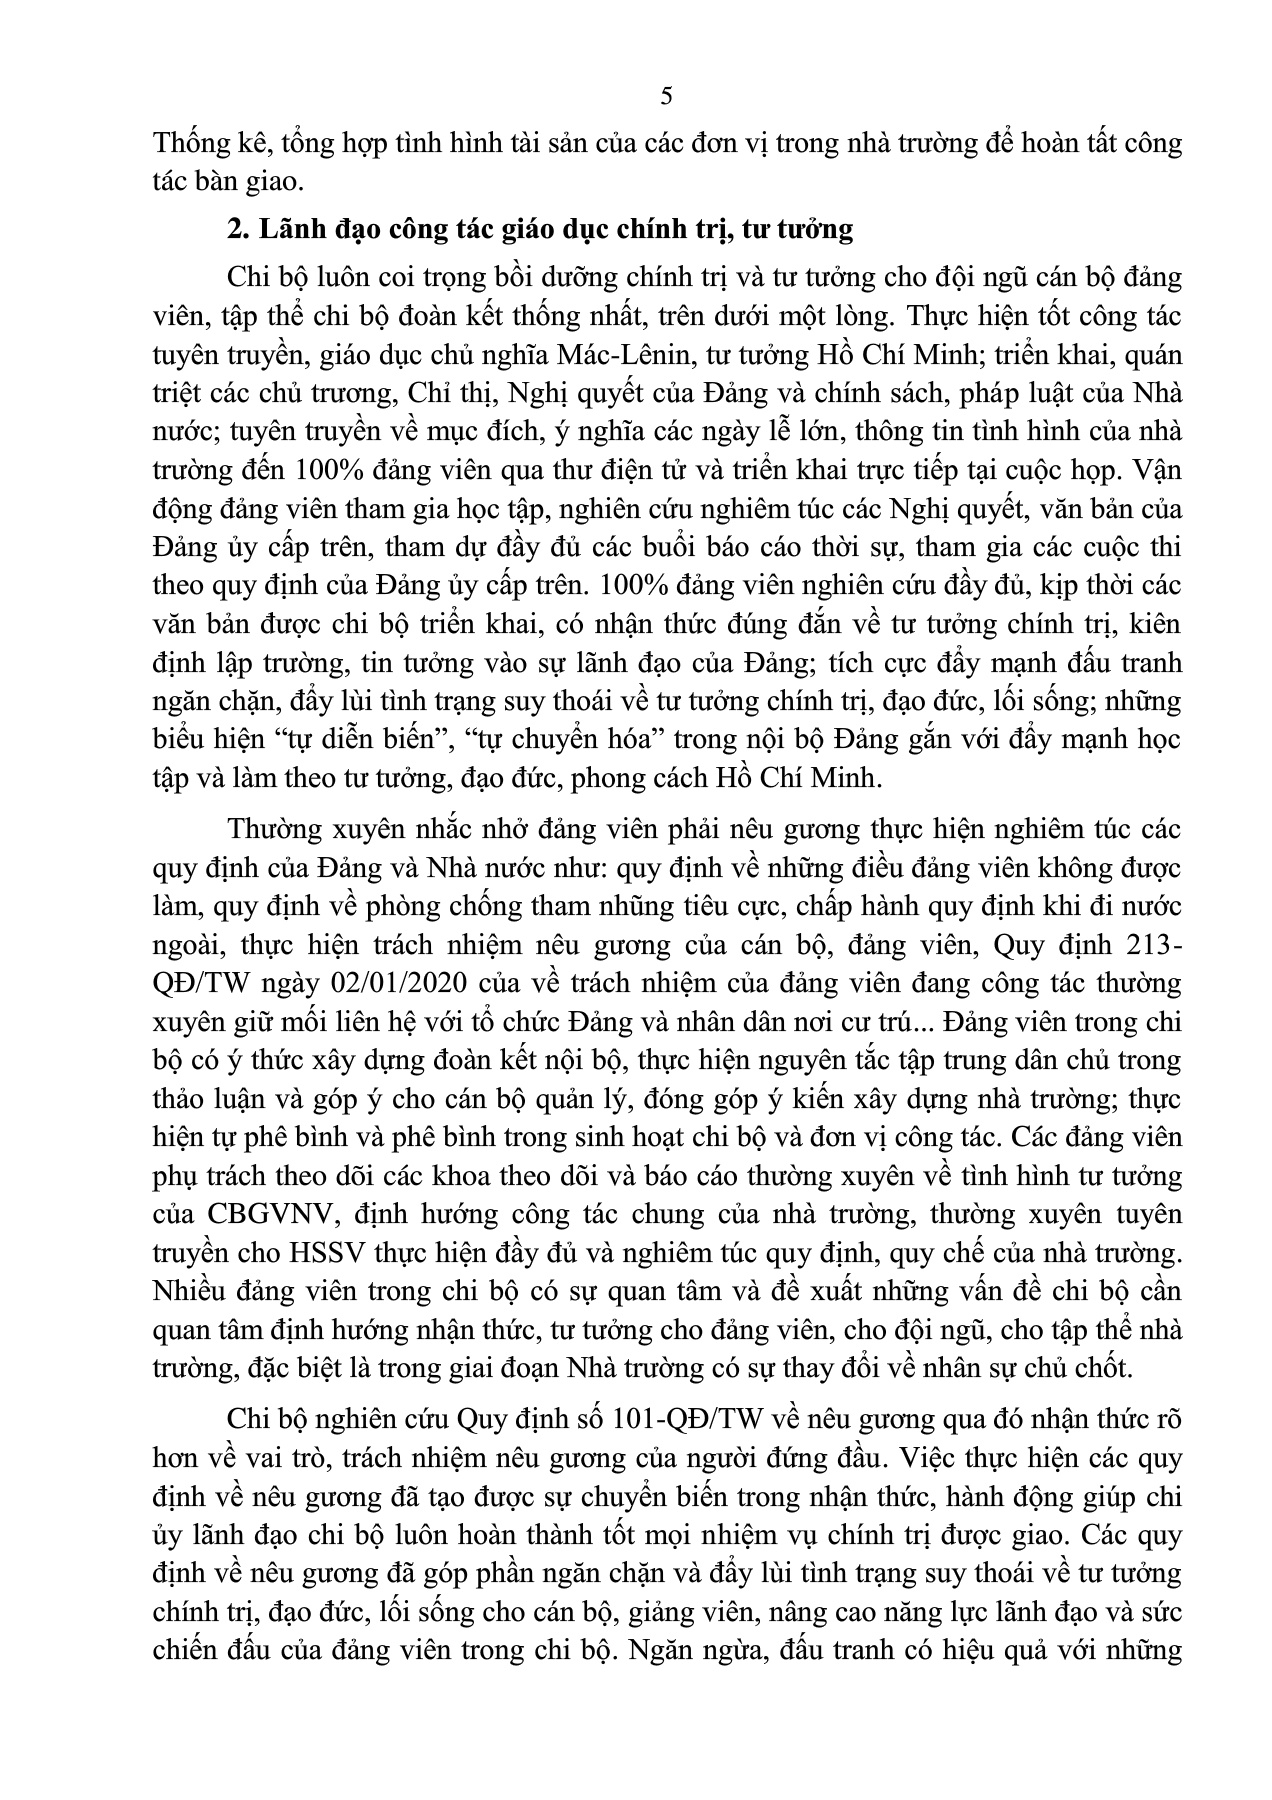 5
Thống kê, tổng hợp tình hình tài sản của các đơn vị trong nhà trường để hoàn tất công
tác bàn giao.
2. Lãnh đạo công tác giáo dục chính trị, tư tưởng
Chi bộ luôn coi trọng bồi dưỡng chính trị và tư tưởng cho đội ngũ cán bộ đảng
viên, tập thể chi bộ đoàn kết thống nhất, trên dưới một lòng. Thực hiện tốt công tác
tuyên truyền, giáo dục chủ nghĩa Mác-Lênin, tư tưởng Hồ Chí Minh; triển khai, quán
triệt các chủ trương, Chỉ thị, Nghị quyết của Đảng và chính sách, pháp luật của Nhà
nước; tuyên truyền về mục đích, ý nghĩa các ngày lễ lớn, thông tin tình hình của nhà
trường đến 100% đảng viên qua thư điện tử và triển khai trực tiếp tại cuộc họp. Vận
động đảng viên tham gia học tập, nghiên cứu nghiêm túc các Nghị quyết, văn bản của
Đảng ủy cấp trên, tham dự đầy đủ các buổi báo cáo thời sự, tham gia các cuộc thi
theo quy định của Đảng ủy cấp trên. 100% đảng viên nghiên cứu đầy đủ, kịp thời các
văn bản được chi bộ triển khai, có nhận thức đúng đắn về tư tưởng chính trị, kiên
định lập trường, tin tưởng vào sự lãnh đạo của Đảng; tích cực đẩy mạnh đấu tranh
ngăn chặn, đẩy lùi tình trạng suy thoái về tư tưởng chính trị, đạo đức, lối sống; những
biểu hiện “tự diễn biến”, “tự chuyển hóa” trong nội bộ Đảng gắn với đẩy mạnh học
tập và làm theo tư tưởng, đạo đức, phong cách Hồ Chí Minh.
Thường xuyên nhắc nhở đảng viên phải nêu gương thực hiện nghiêm túc các
quy định của Đảng và Nhà nước như: quy định về những điều đảng viên không được
làm, quy định về phòng chống tham nhũng tiêu cực, chấp hành quy định khi đi nước
ngoài, thực hiện trách nhiệm nêu gương của cán bộ, đảng viên, Quy định 213-
QĐ/TW ngày 02/01/2020 của về trách nhiệm của đảng viên đang công tác thường
xuyên giữ mối liên hệ với tổ chức Đảng và nhân dân nơi cư trú... Đảng viên trong chi
bộ có ý thức xây dựng đoàn kết nội bộ, thực hiện nguyên tắc tập trung dân chủ trong
thảo luận và góp ý cho cán bộ quản lý, đóng góp ý kiến xây dựng nhà trường; thực
hiện tự phê bình và phê bình trong sinh hoạt chi bộ và đơn vị công tác. Các đảng viên
phụ trách theo dõi các khoa theo dõi và báo cáo thường xuyên về tình hình tư tưởng
của CBGVNV, định hướng công tác chung của nhà trường, thường xuyên tuyên
truyền cho HSSV thực hiện đầy đủ và nghiêm túc quy định, quy chế của nhà trường.
Nhiều đảng viên trong chi bộ có sự quan tâm và đề xuất những vấn đề chi bộ cần
quan tâm định hướng nhận thức, tư tưởng cho đảng viên, cho đội ngũ, cho tập thể nhà
trường, đặc biệt là trong giai đoạn Nhà trường có sự thay đổi về nhân sự chủ chốt.
Chi bộ nghiên cứu Quy định số 101-QĐ/TW về nêu gương qua đó nhận thức rõ
hơn về vai trò, trách nhiệm nêu gương của người đứng đầu. Việc thực hiện các quy
định về nêu gương đã tạo được sự chuyển biến trong nhận thức, hành động giúp chi
ủy lãnh đạo chi bộ luôn hoàn thành tốt mọi nhiệm vụ chính trị được giao. Các quy
định về nêu gương đã góp phần ngăn chặn và đẩy lùi tình trạng suy thoái về tư tưởng
chính trị, đạo đức, lối sống cho cán bộ, giảng viên, nâng cao năng lực lãnh đạo và sức
chiến đấu của đảng viên trong chi bộ. Ngăn ngừa, đấu tranh có hiệu quả với những